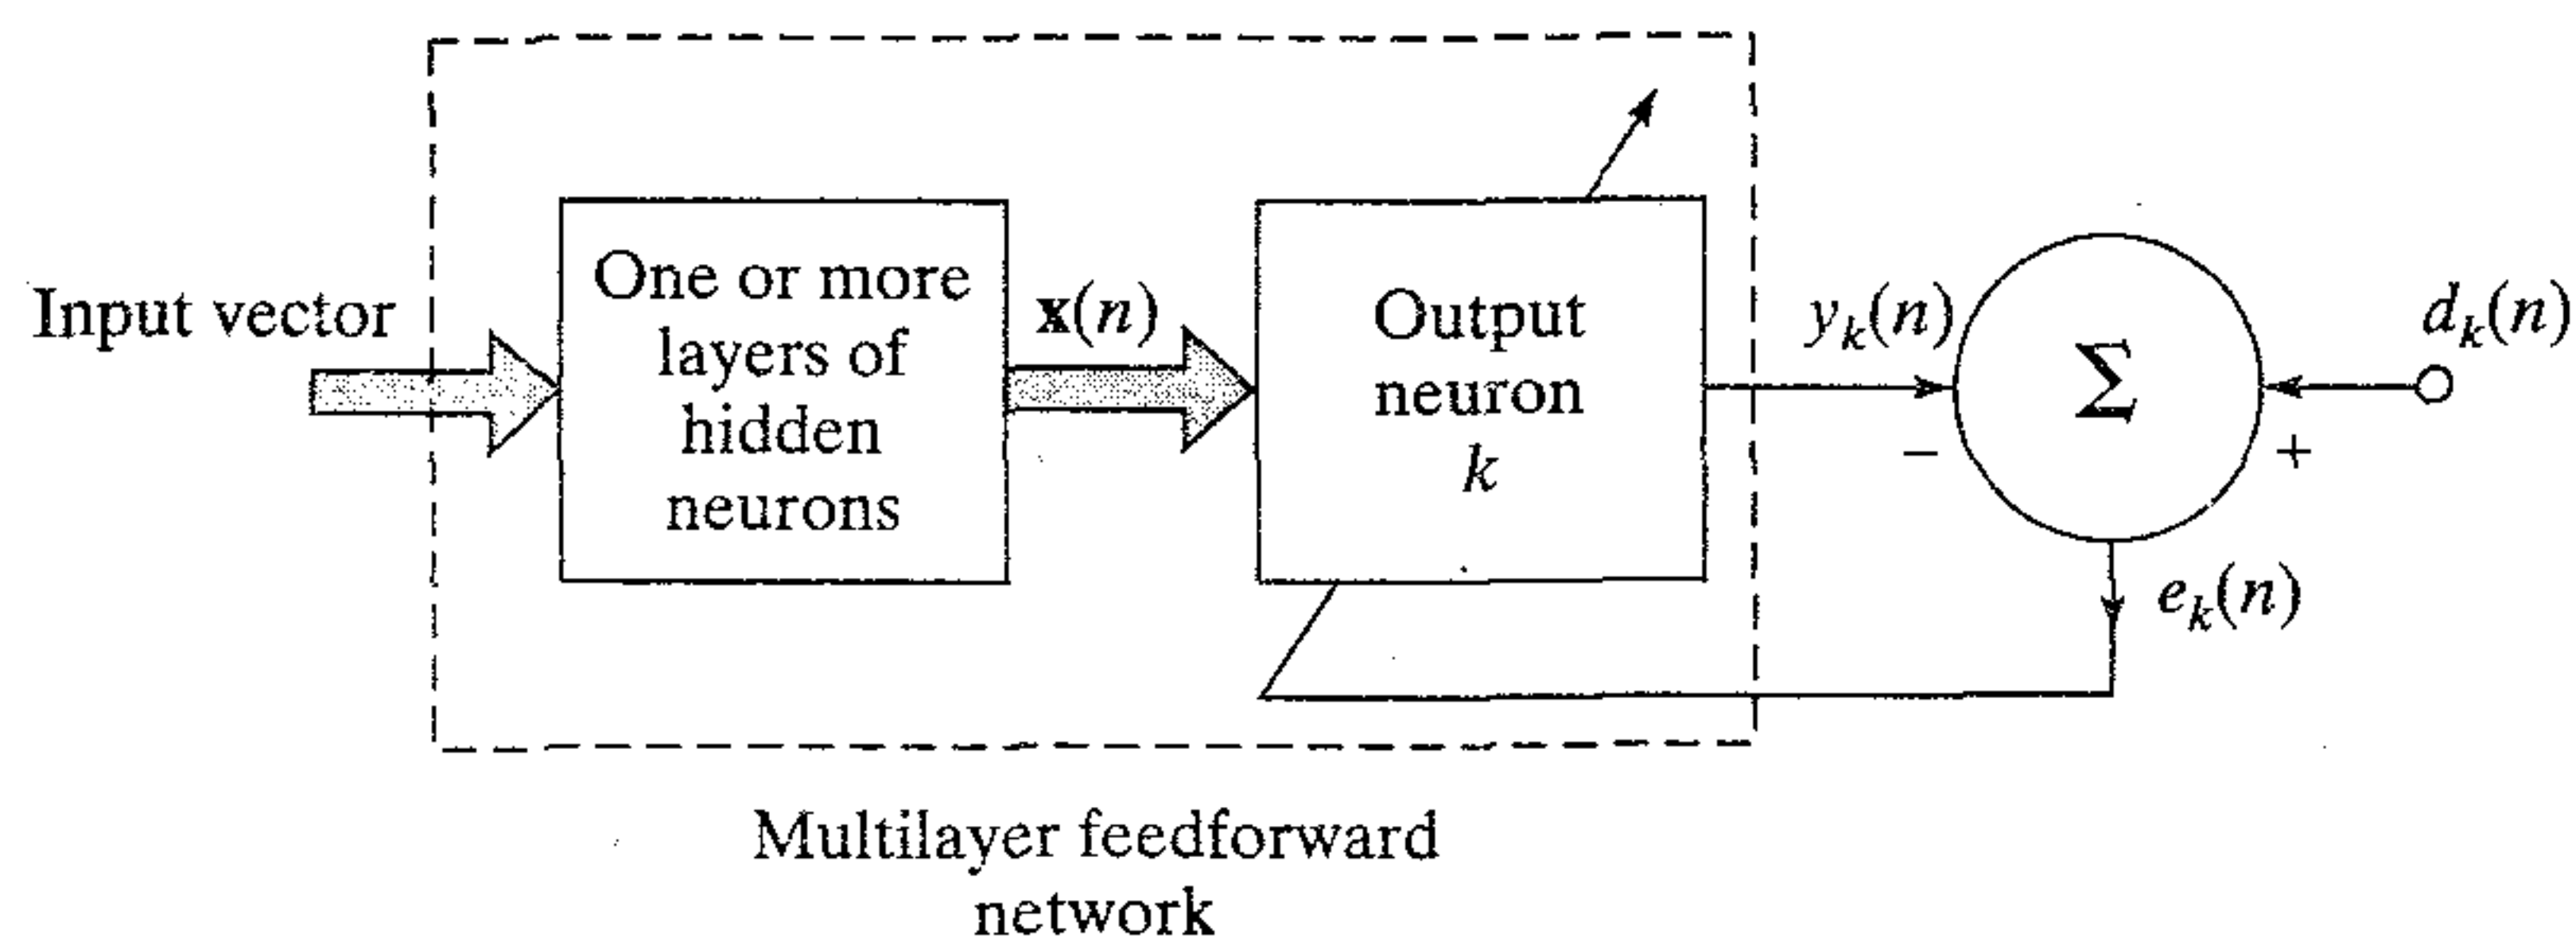 Input vector
One or more
layers of
hidden
neurons
x(n)
Output
neuron
k
yₖ(n)
Σ
dₖ(n)
−
+
eₖ(n)
Multilayer feedforward
network